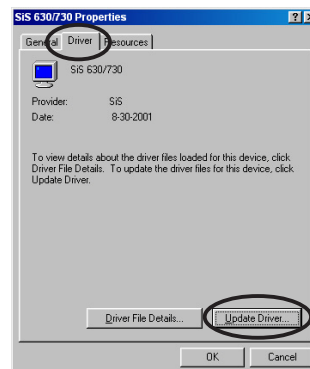 SiS 630/730 Properties
General Driver Resources
SiS 630/730
Provider: SiS
Date: 8-30-2001
To view details about the driver files loaded for this device, click
Driver File Details. To update the driver files for this device, click
Update Driver.
Driver File Details... Update Driver...
OK Cancel